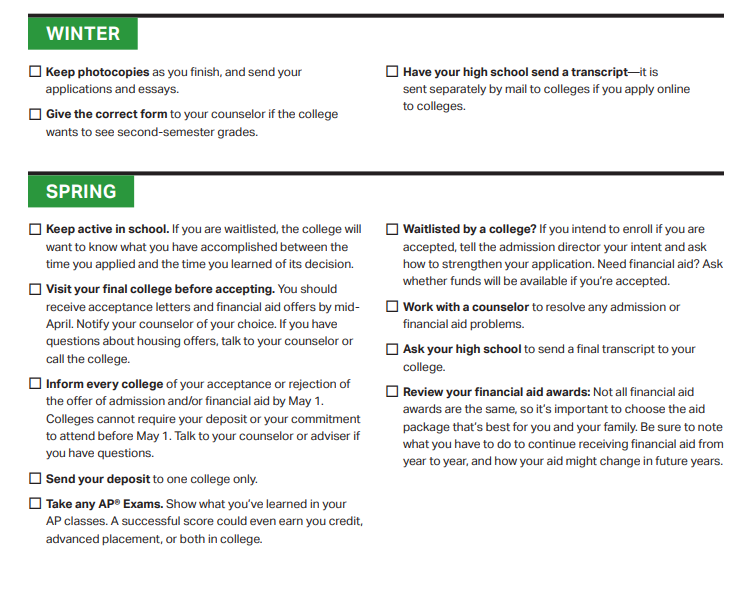 WINTER
☐ Keep photocopies as you finish, and send your
applications and essays.
☐ Give the correct form to your counselor if the college
wants to see second-semester grades.
☐ Have your high school send a transcript—it is
sent separately by mail to colleges if you apply online
to colleges.
SPRING
☐ Keep active in school. If you are waitlisted, the college will
want to know what you have accomplished between the
time you applied and the time you learned of its decision.
☐ Visit your final college before accepting. You should
receive acceptance letters and financial aid offers by mid-
April. Notify your counselor of your choice. If you have
questions about housing offers, talk to your counselor or
call the college.
☐ Inform every college of your acceptance or rejection of
the offer of admission and/or financial aid by May 1.
Colleges cannot require your deposit or your commitment
to attend before May 1. Talk to your counselor or adviser if
you have questions.
☐ Send your deposit to one college only.
☐ Take any AP® Exams. Show what you've learned in your
AP classes. A successful score could even earn you credit,
advanced placement, or both in college.
☐ Waitlisted by a college? If you intend to enroll if you are
accepted, tell the admission director your intent and ask
how to strengthen your application. Need financial aid? Ask
whether funds will be available if you're accepted.
☐ Work with a counselor to resolve any admission or
financial aid problems.
☐ Ask your high school to send a final transcript to your
college.
☐ Review your financial aid awards: Not all financial aid
awards are the same, so it's important to choose the aid
package that's best for you and your family. Be sure to note
what you have to do to continue receiving financial aid from
year to year, and how your aid might change in future years.